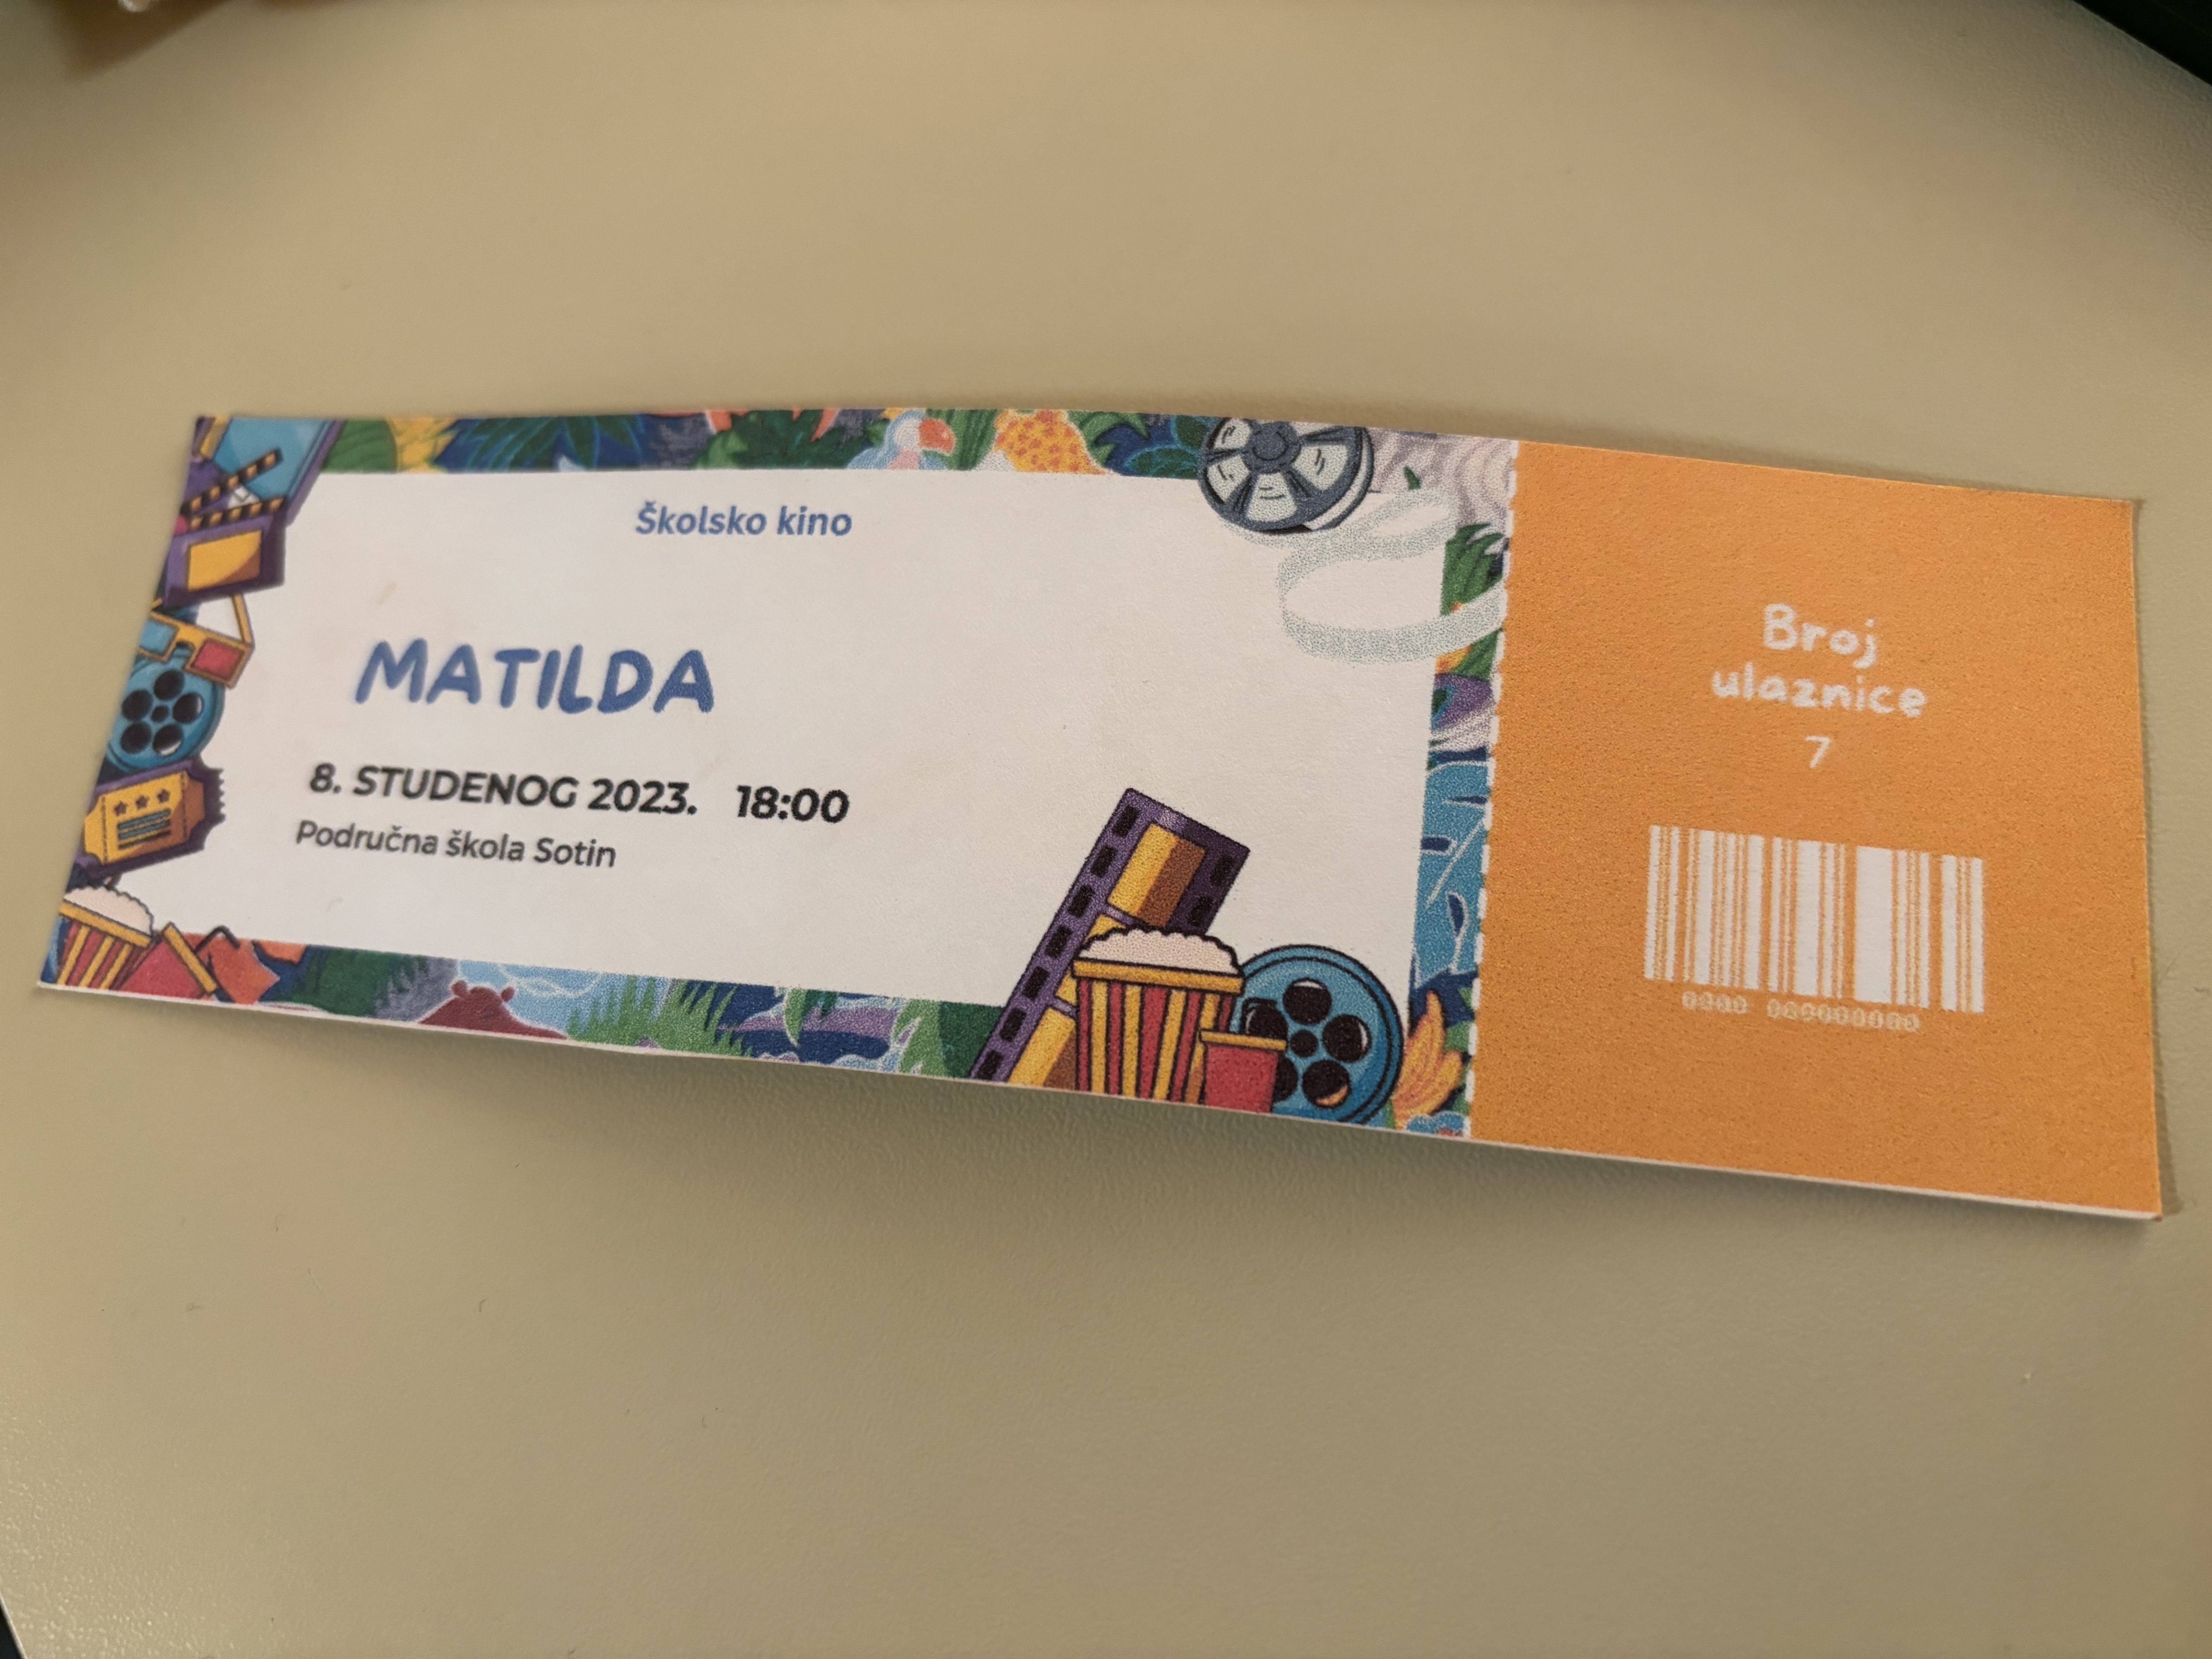 Školsko kino
MATILDA
8. STUDENOG 2023. 18:00
Područna škola Sotin
Broj
ulaznice
7